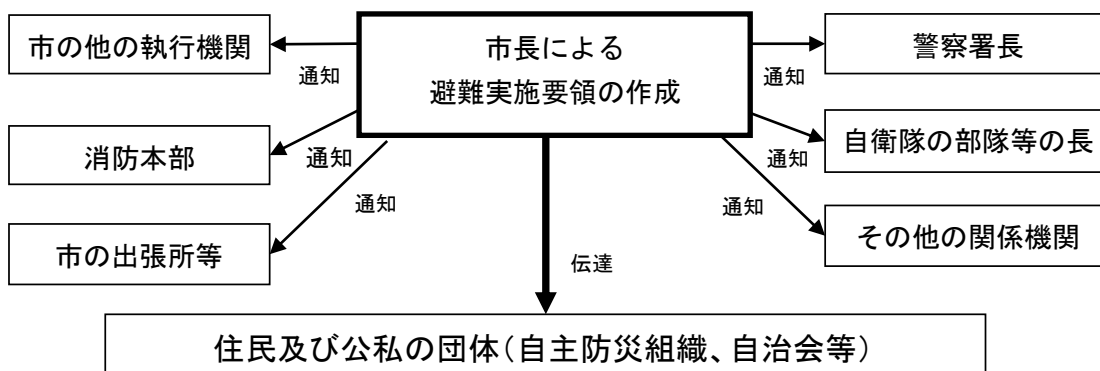 市の他の執行機関
市長による
避難実施要領の作成
警察署長
通知
通知
消防本部
通知
通知
自衛隊の部隊等の長
通知
通知
市の出張所等
その他の関係機関
伝達
住民及び公私の団体(自主防災組織、自治会等)